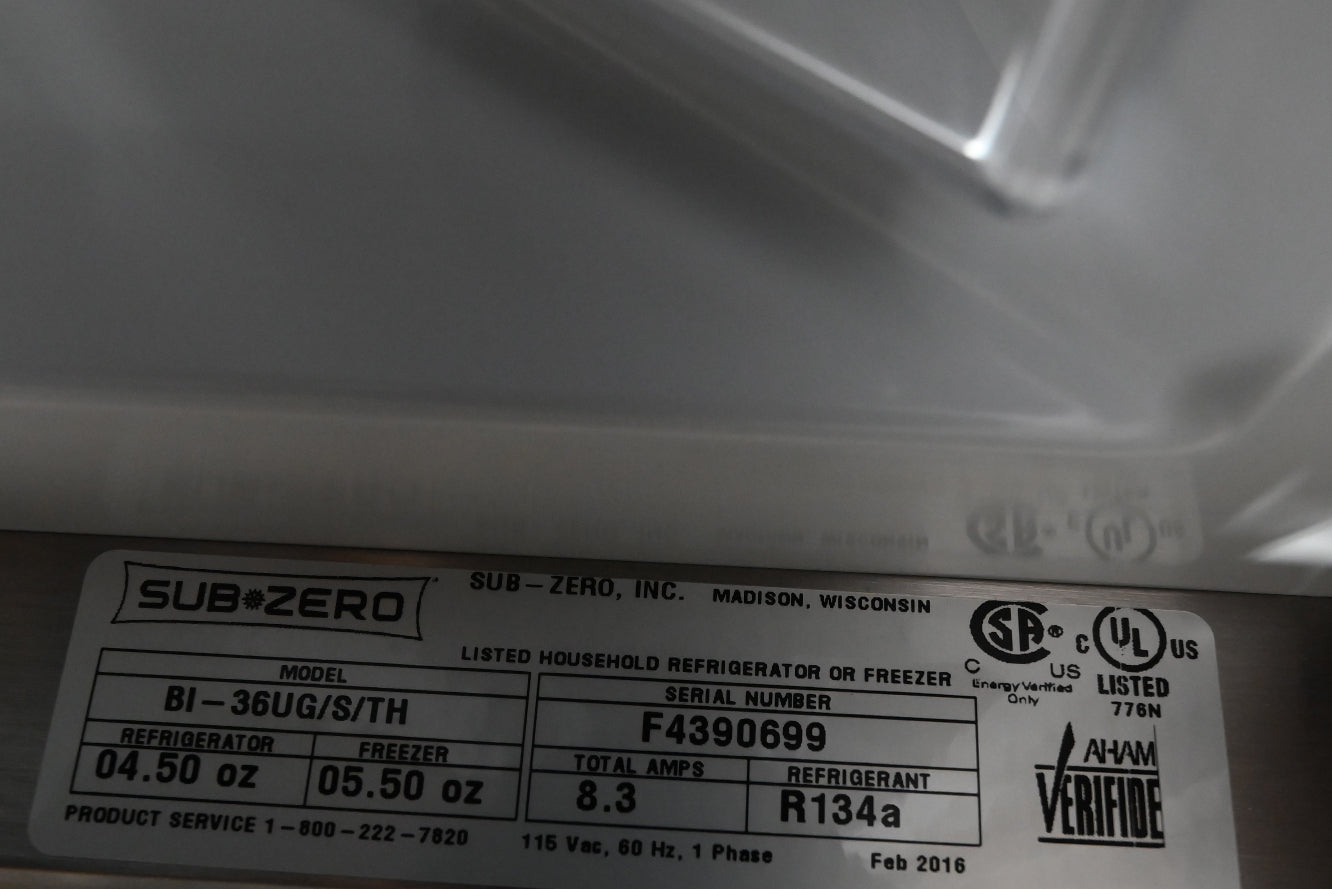 SUB ZERO
SUB-ZERO, INC. MADISON, WISCONSIN
LISTED HOUSEHOLD REFRIGERATOR OR FREEZER
MODEL
BI-36UG/S/TH
SERIAL NUMBER
F4390699
REFRIGERATOR
04.50 oz
FREEZER
05.50 oz
TOTAL AMPS
8.3
REFRIGERANT
R134a
PRODUCT SERVICE 1-800-222-7820
115 Vac, 60 Hz, 1 Phase
Feb 2016
SA®
C US
Energy Verified
Only
C UL US
LISTED
776N
AHAM
VERIFIDE